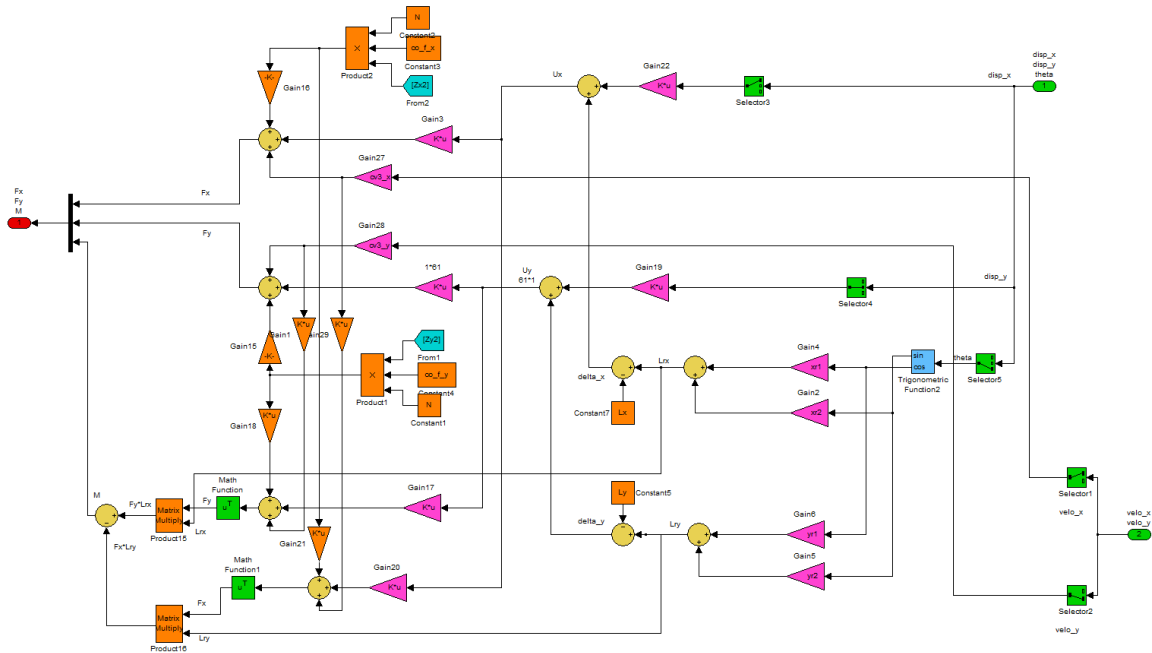 N
Constant2
co_f_x
Constant3
X
Product2
[Zx2]
From2
-K-
Gain16
Ux
Gain22
K*u
Selector3
disp_x
disp_x
disp_y
theta
1
Gain3
K*u
Gain27
cv3_x
Fx
Fy
M
1
Fx
Fy
Gain28
cv3_y
1*61
K*u
Uy
61*1
Gain19
K*u
Selector4
disp_y
K*u
K*u
Gain1
Gain29
Gain15
-K-
[Zy2]
From1
X
Product1
co_f_y
Constant4
N
Constant1
K*u
Gain18
delta_x
Lrx
Constant7
Lx
Gain4
xr1
Gain2
xr2
sin
cos
Trigonometric
Function2
theta
Selector5
M
Fy*Lrx
Matrix
Multiply
Product15
Fy
Lrx
Math
Function
u
T
Gain17
K*u
Ly
Constant5
delta_y
Lry
Gain6
yr1
Gain5
yr2
Selector1
velo_x
velo_x
velo_y
2
Fx*Lry
Gain21
K*u
Math
Function1
u
T
Gain20
K*u
Fx
Matrix
Multiply
Product16
Lry
Selector2
velo_y